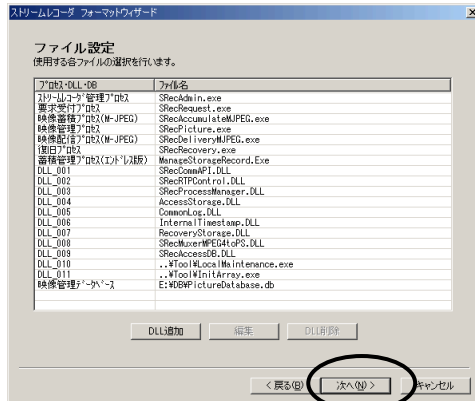 ストリームレコーダ フォーマットウィザード
ファイル設定
使用する各ファイルの選択を行います。
ﾌﾟﾛｾｽ・DLL・DB ファイル名
ｽﾄﾘｰﾑﾚｺｰﾀﾞ管理ﾌﾟﾛｾｽ SRecAdmin.exe
要求受付ﾌﾟﾛｾｽ SRecRequest.exe
映像蓄積ﾌﾟﾛｾｽ(M-JPEG) SRecAccumulateMJPEG.exe
映像管理ﾌﾟﾛｾｽ SRecPicture.exe
映像配信ﾌﾟﾛｾｽ(M-JPEG) SRecDeliveryMJPEG.exe
復旧ﾌﾟﾛｾｽ SRecRecovery.exe
蓄積管理ﾌﾟﾛｾｽ(ｴﾝﾄﾞﾚｽ版) ManageStorageRecord.Exe
DLL_001 SRecCommAPI.DLL
DLL_002 SRecRTPControl.DLL
DLL_003 SRecProcessManager.DLL
DLL_004 AccessStorage.DLL
DLL_005 CommonLog.DLL
DLL_006 InternalTimestamp.DLL
DLL_007 RecoveryStorage.DLL
DLL_008 SRecMuxerMPEG4toPS.DLL
DLL_009 SRecAccessDB.DLL
DLL_010 ..¥Tool¥LocalMaintenance.exe
DLL_011 ..¥Tool¥InitArray.exe
映像管理ﾃﾞｰﾀﾍﾞｰｽ E:¥DB¥PictureDatabase.db
DLL追加 編集 DLL削除
< 戻る(B) 次へ(N) > キャンセル